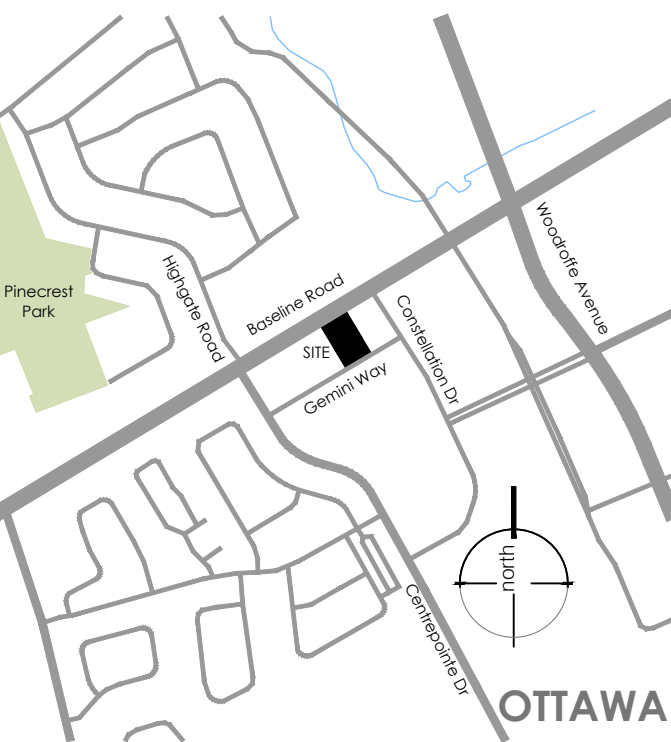 Woodroffe Avenue
Highgate Road
Baseline Road
Pinecrest
Park
Constellation Dr
SITE
Gemini Way
north
Centrepointe Dr
OTTAWA